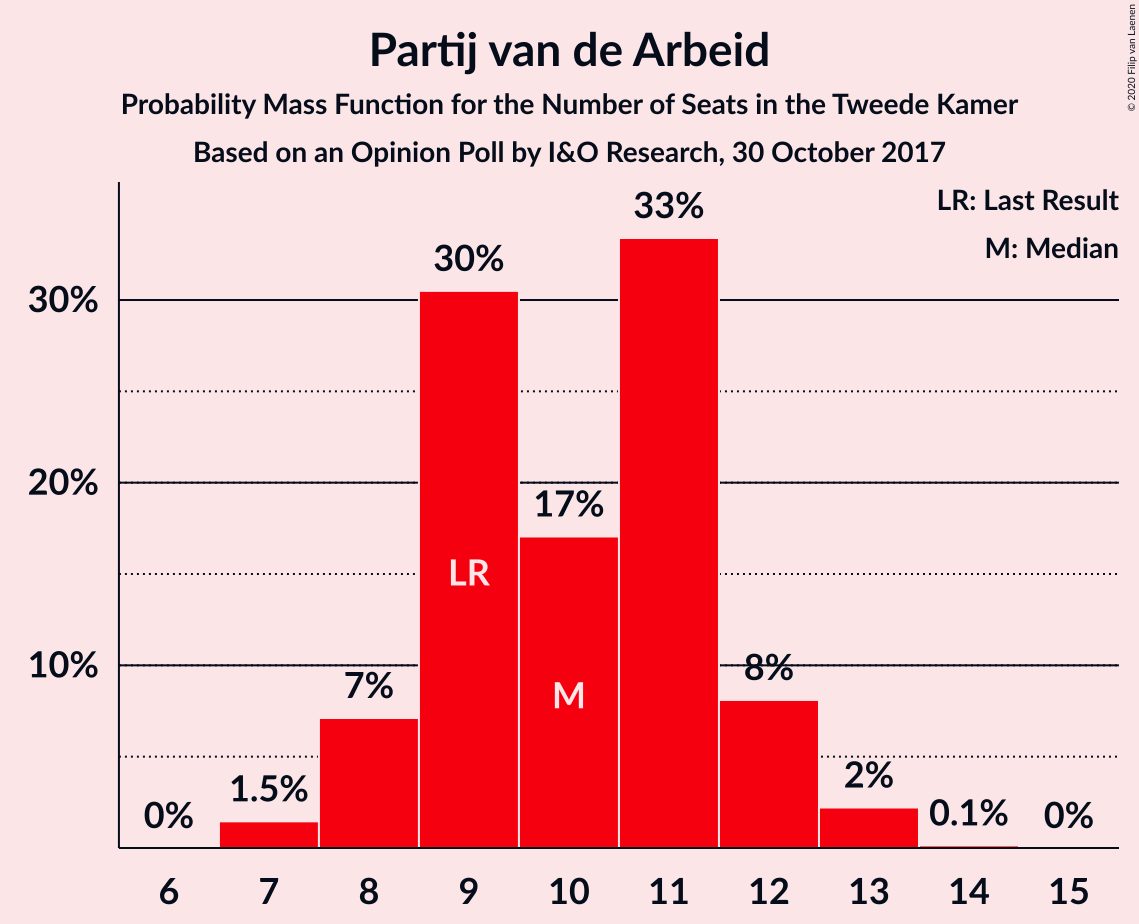 Partij van de Arbeid
Probability Mass Function for the Number of Seats in the Tweede Kamer
Based on an Opinion Poll by I&O Research, 30 October 2017
© 2020 Filip van Laenen
LR: Last Result
M: Median
33%
30%
30%
20%
17%
LR
10%
8%
7%
M
2%
1.5%
0%
0.1%
0%
6 7 8 9 10 11 12 13 14 15